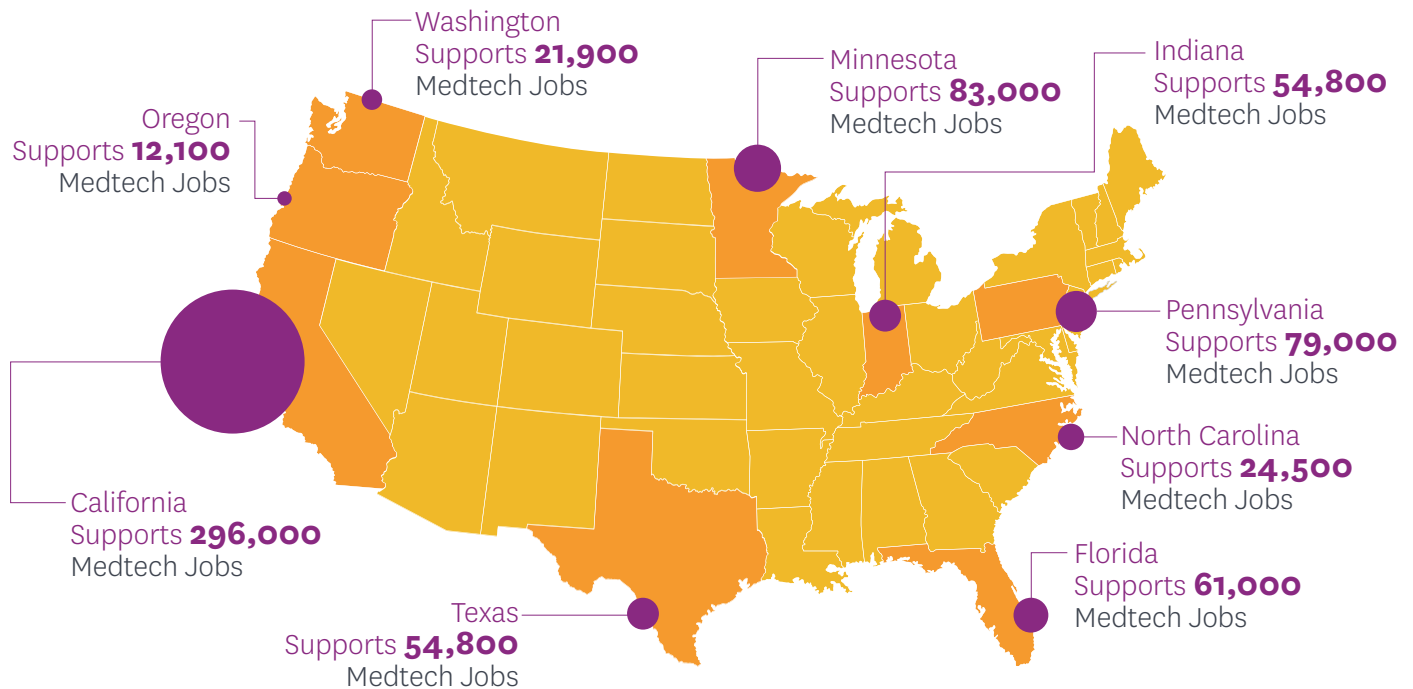 Washington
Supports 21,900
Medtech Jobs
Oregon
Supports 12,100
Medtech Jobs
Minnesota
Supports 83,000
Medtech Jobs
Indiana
Supports 54,800
Medtech Jobs
Pennsylvania
Supports 79,000
Medtech Jobs
North Carolina
Supports 24,500
Medtech Jobs
California
Supports 296,000
Medtech Jobs
Florida
Supports 61,000
Medtech Jobs
Texas
Supports 54,800
Medtech Jobs